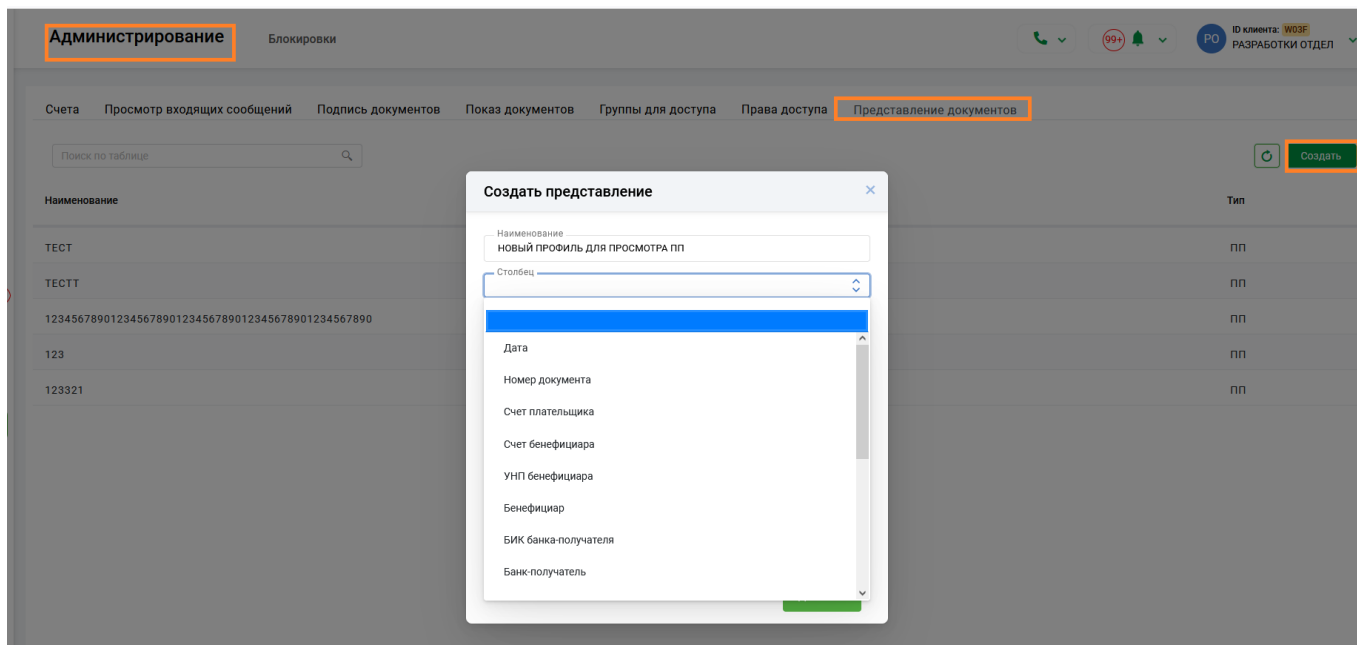 Администрирование
Блокировки
99+
РО
ID клиента: W03F
РАЗРАБОТКИ ОТДЕЛ
Счета
Просмотр входящих сообщений
Подпись документов
Показ документов
Группы для доступа
Права доступа
Представление документов
Поиск по таблице
Создать
Наименование
Тип
ТЕСТ
ПП
ТЕСТТ
ПП
1234567890123456789012345678901234567890123456789012345678901234567890
ПП
123
ПП
123321
ПП
Создать представление
Наименование
НОВЫЙ ПРОФИЛЬ ДЛЯ ПРОСМОТРА ПП
Столбец
Дата
Номер документа
Счет плательщика
Счет бенефициара
УНП бенефициара
Бенефициар
БИК банка-получателя
Банк-получатель